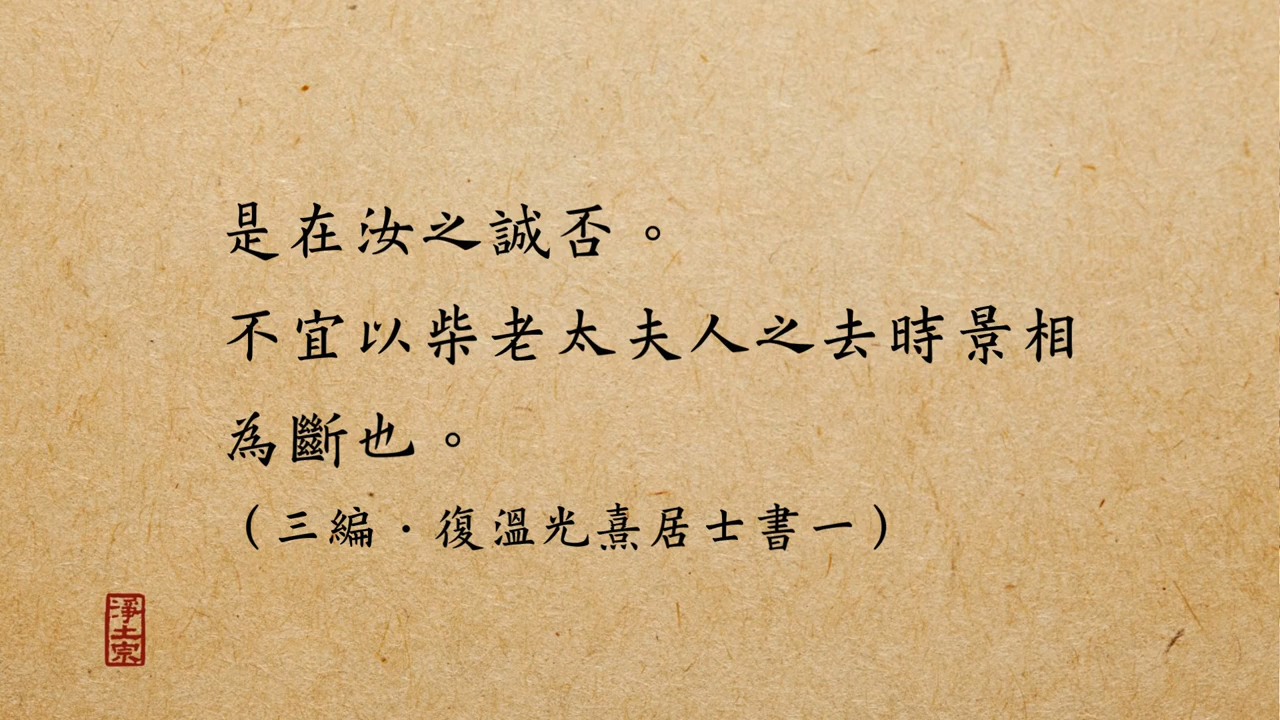 是在汝之誠否。
不宜以柴老太夫人之去時景相
為斷也。
（三編．復溫光熹居士書一）
淨土宗